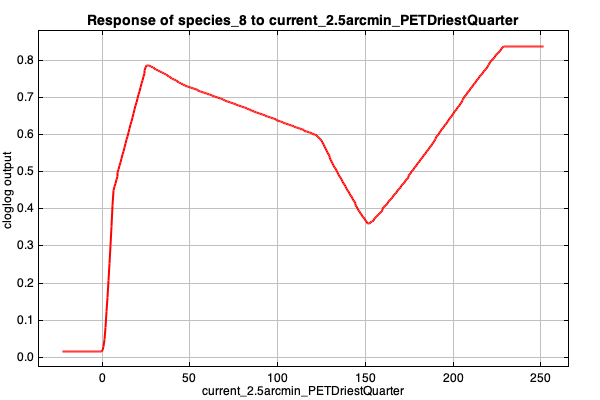 Response of species_8 to current_2.5arcmin_PETDriestQuarter
0.8
0.7
0.6
0.5
0.4
0.3
0.2
0.1
0.0
cloglog output
0 50 100 150 200 250
current_2.5arcmin_PETDriestQuarter